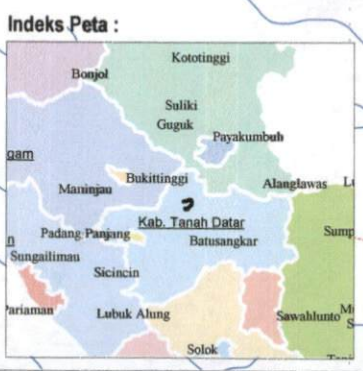 Indeks Peta :
Kototinggi
Bonjol
Suliki
Guguk
Payakumbuh
gam
Bukittinggi
Maninjau
Alanglawas
Kab. Tanah Datar
Padang Panjang
Batusangkar
Sungailimau
Sicincin
Lubuk Alung
Sawahlunto
Solok